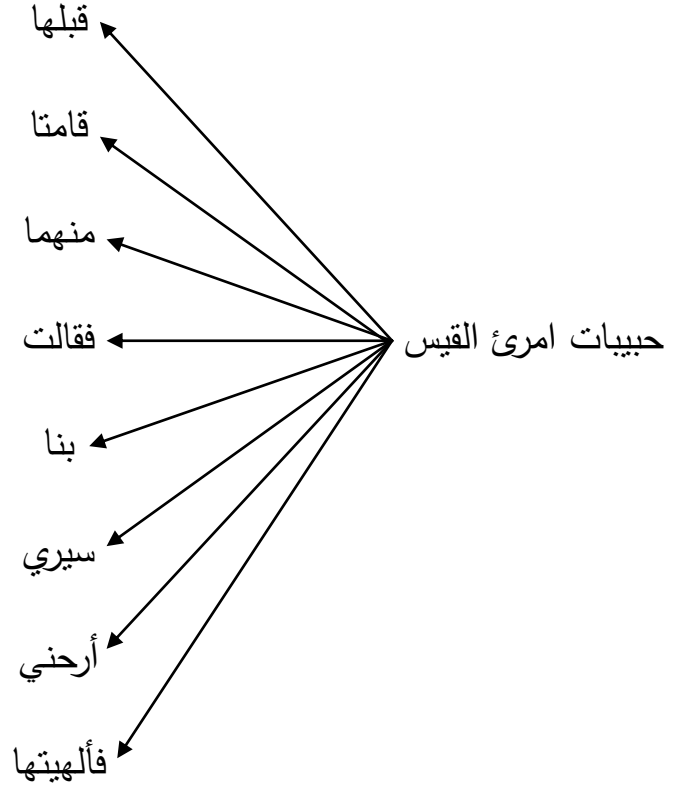 قبلها
قامتا
منهما
حبيبات امرئ القيس
فقالت
بنا
سيري
أرحني
فألهيتها